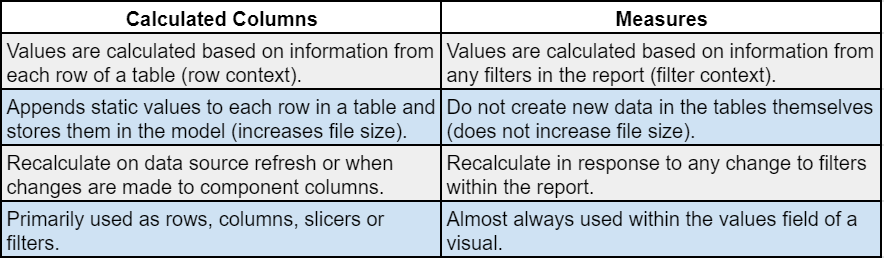 Calculated Columns
Measures
Values are calculated based on information from
each row of a table (row context).
Values are calculated based on information from
any filters in the report (filter context).
Appends static values to each row in a table and
stores them in the model (increases file size).
Do not create new data in the tables themselves
(does not increase file size).
Recalculate on data source refresh or when
changes are made to component columns.
Recalculate in response to any change to filters
within the report.
Primarily used as rows, columns, slicers or
filters.
Almost always used within the values field of a
visual.